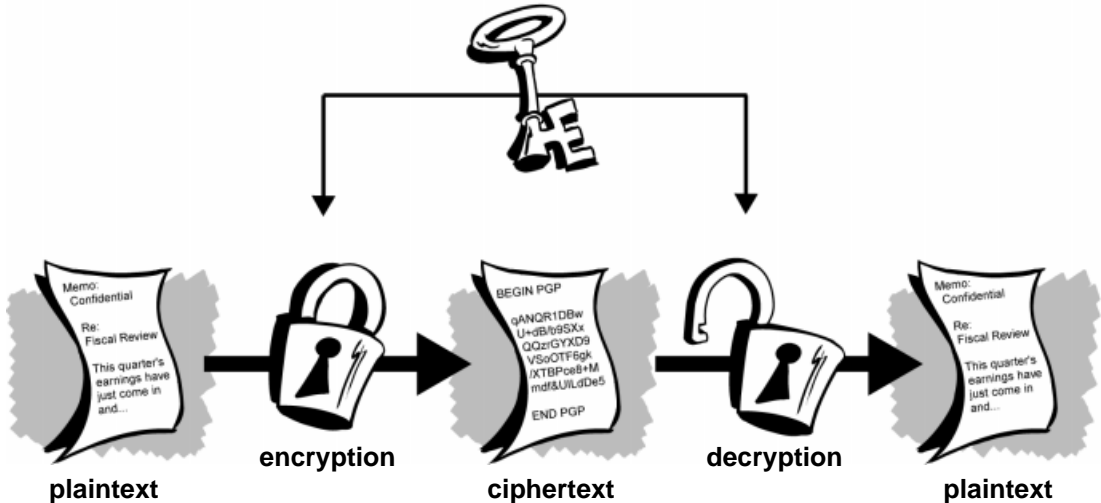 Memo:
Confidential
Re:
Fiscal Review
This quarter's
earnings have
just come in
and...
BEGIN PGP
qANQR1DBw
U+dB/b9SXx
QQzrGYXD9
VSoOTF6gk
/XTBPce8+M
mdf&UILdDe5
END PGP
Memo:
Confidential
Re:
Fiscal Review
This quarter's
earnings have
just come in
and...
encryption
decryption
plaintext
ciphertext
plaintext